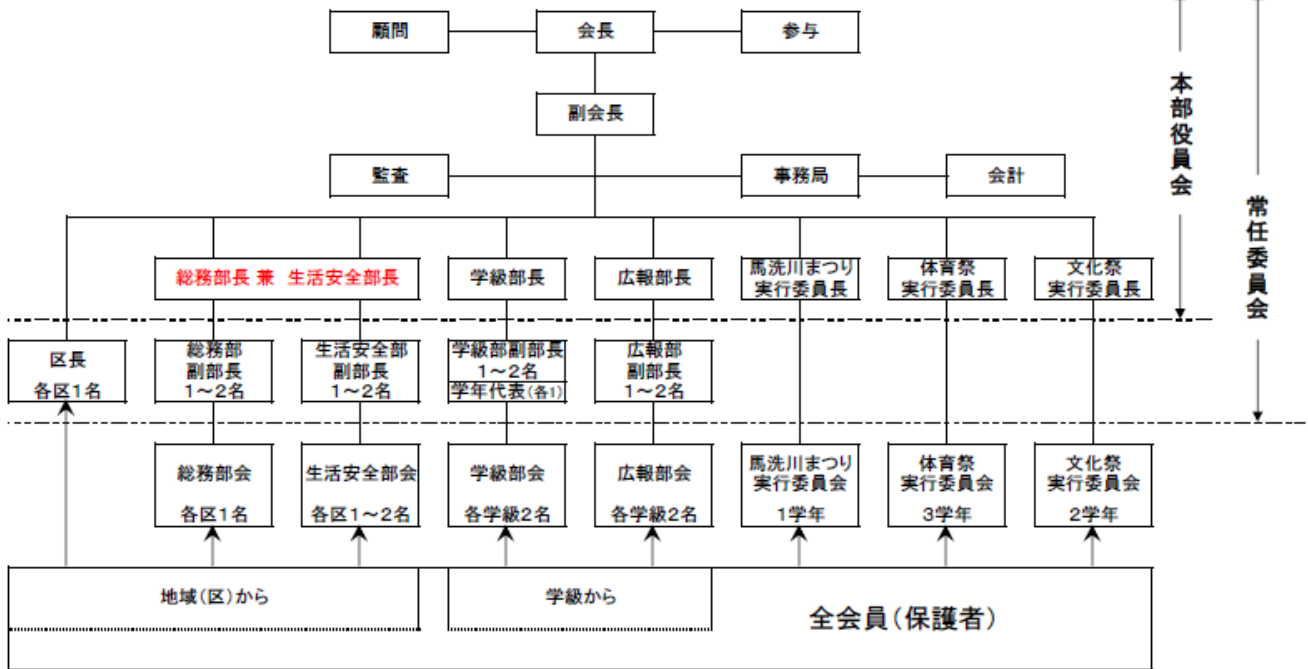 顧問
会長
参与
副会長
監査
事務局
会計
本部役員会
常任委員会
総務部長 兼 生活安全部長
学級部長
広報部長
馬洗川まつり
実行委員長
体育祭
実行委員長
文化祭
実行委員長
区長
各区1名
総務部
副部長
1～2名
生活安全部
副部長
1～2名
学級部副部長
1～2名
学年代表(各1)
広報部
副部長
1～2名
総務部会
各区1名
生活安全部会
各区1～2名
学級部会
各学級2名
広報部会
各学級2名
馬洗川まつり
実行委員会
1学年
体育祭
実行委員会
3学年
文化祭
実行委員会
2学年
地域(区)から
学級から
全会員(保護者)